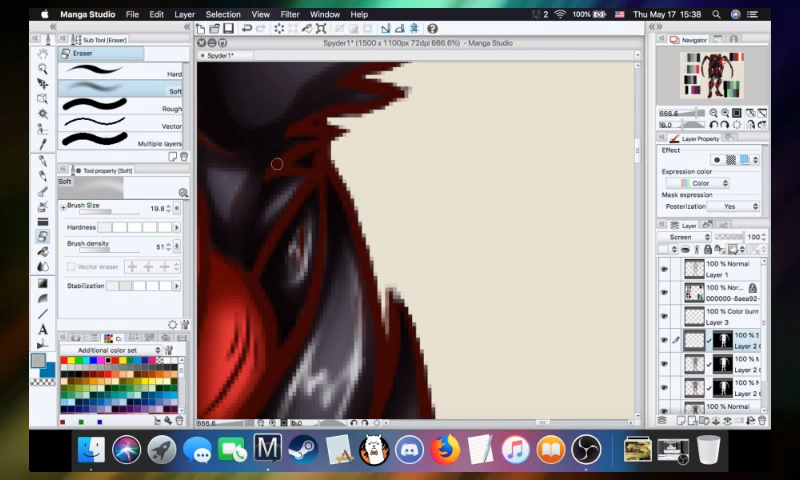 Manga Studio File Edit Layer Selection View Filter Window Help
2 100% Thu May 17 15:38
Spyder1* (1500 x 1100px 72dpi 666.6%) - Manga Studio
Spyder1*
Sub Tool [Eraser]
Eraser
Hard
Soft
Rough
Vector
Multiple layers
Tool property [Soft]
Soft
Brush Size 19.8
Hardness
Brush density 51
Vector eraser
Stabilization
Additional color set
666.6 0.0
Navigator
666.6
0.0
Layer Property
Effect
Expression color
Color
Mask expression
Posterization Yes
Layer
Screen 100
100 % Normal
Layer 1
100 % Nor...
000000-8aea92-
100 % Color burn
Layer 3
100 % S
Layer 2 C
100 % M
Layer 2 C
100 % M
Layer 2 C
100 % Normal